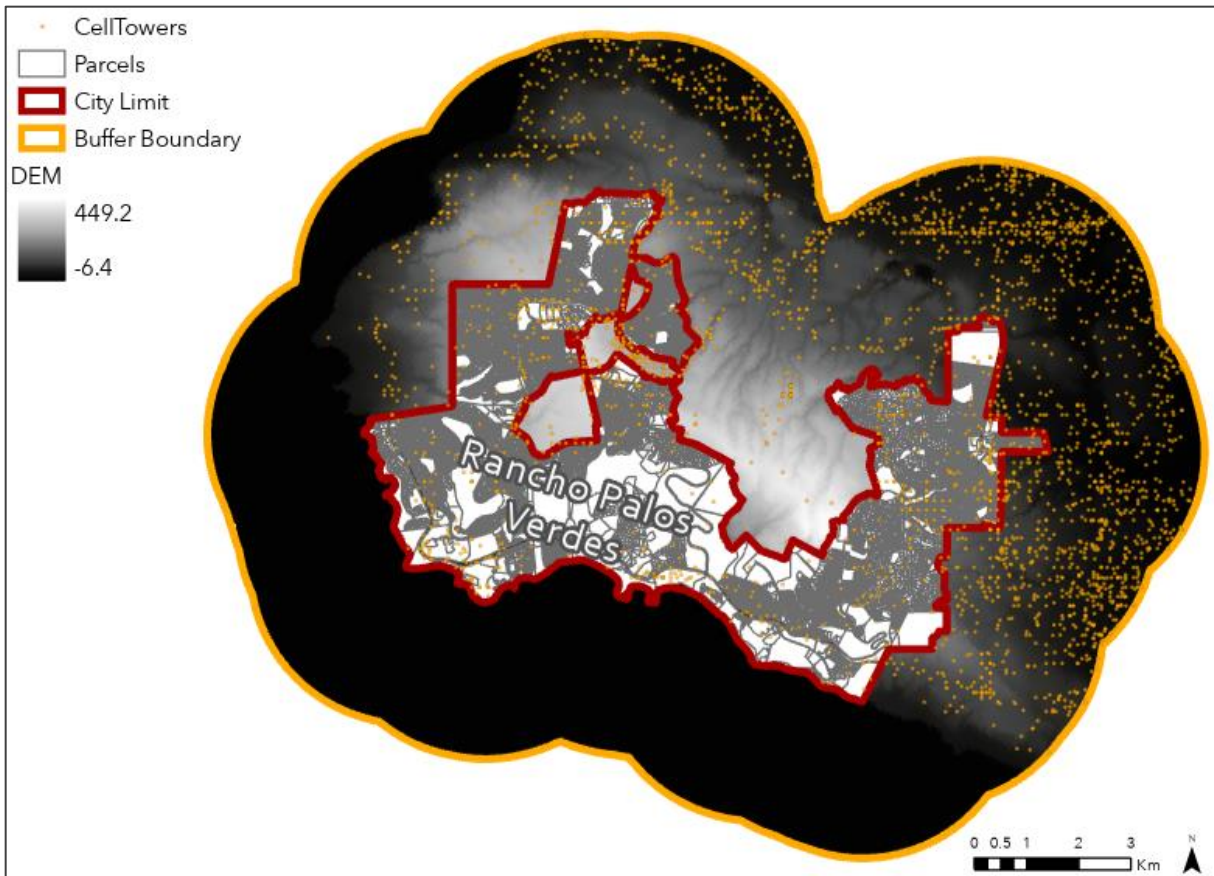 CellTowers
Parcels
City Limit
Buffer Boundary
DEM
449.2
-6.4
Rancho Palos
Verdes
0 0.5 1 2 3
Km
N